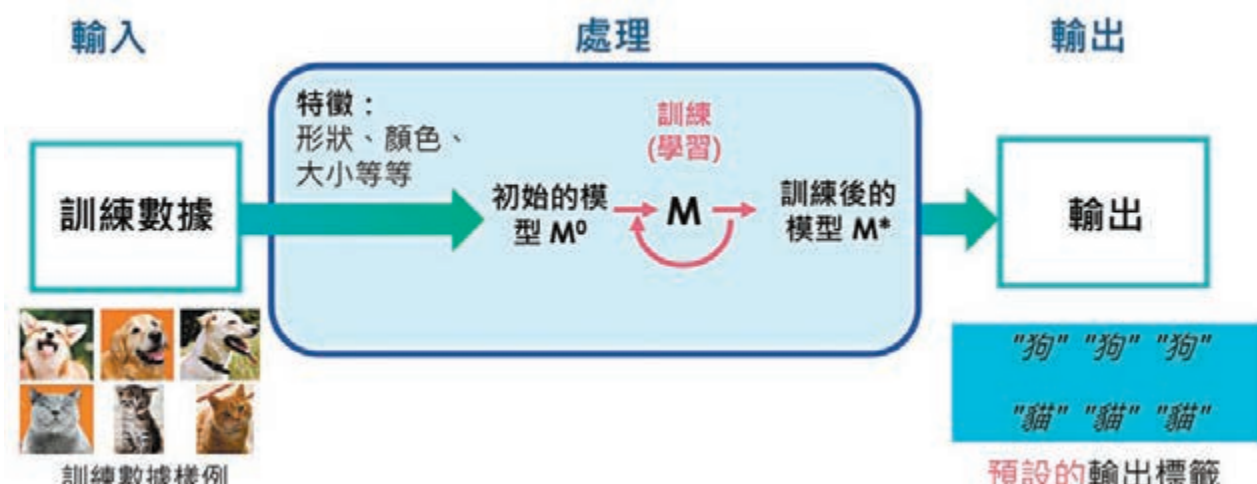 輸入
處理
輸出
特徵：
形狀、顏色、
大小等等
訓練
(學習)
訓練數據
初始的模
型 M⁰
M
訓練後的
模型 M*
輸出
"狗" "狗" "狗"
"貓" "貓" "貓"
訓練數據樣例
預設的輸出標籤